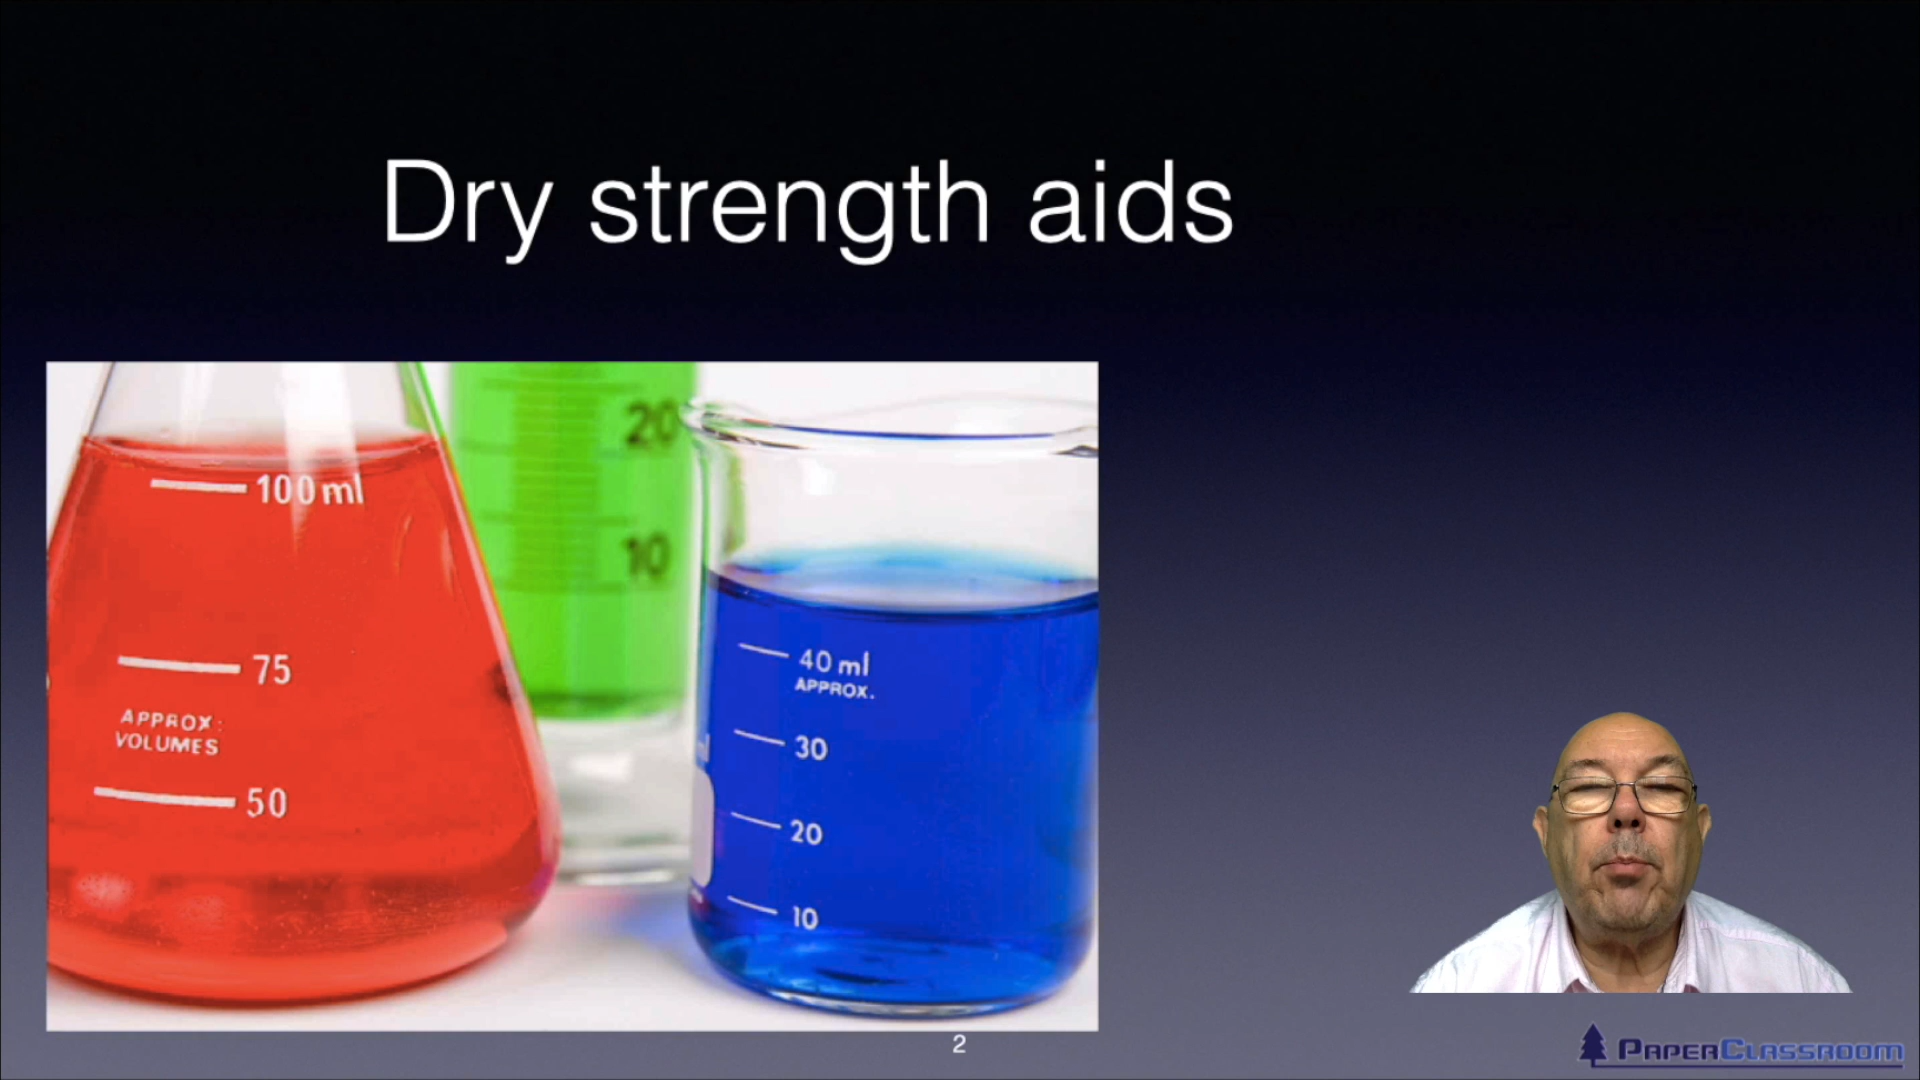 Dry strength aids
100 ml
75
APPROX.
VOLUMES
50
20
10
40 ml
APPROX.
30
20
10
2
PAPERCLASSROOM